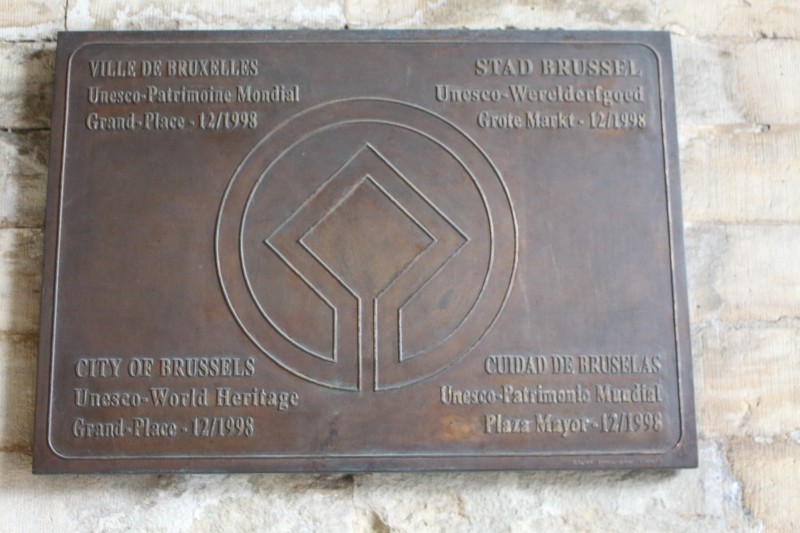 VILLE DE BRUXELLES
Unesco-Patrimoine Mondial
Grand-Place - 12/1998
STAD BRUSSEL
Unesco-Werelderfgoed
Grote Markt - 12/1998
CITY OF BRUSSELS
Unesco-World Heritage
Grand-Place - 12/1998
CUIDAD DE BRUSELAS
Unesco-Patrimonio Mundial
Plaza Mayor - 12/1998